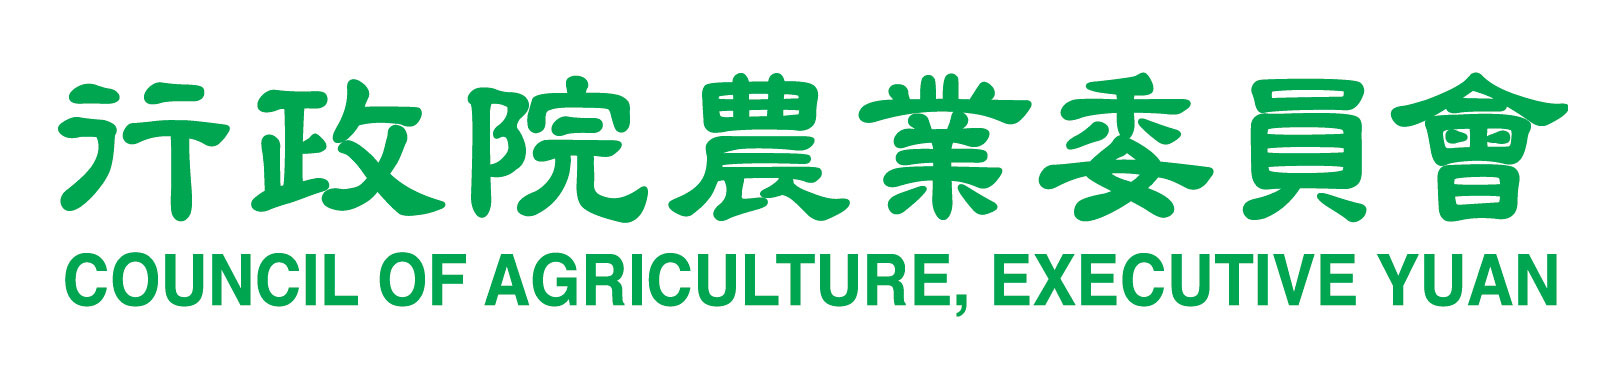 行政院農業委員會
COUNCIL OF AGRICULTURE, EXECUTIVE YUAN